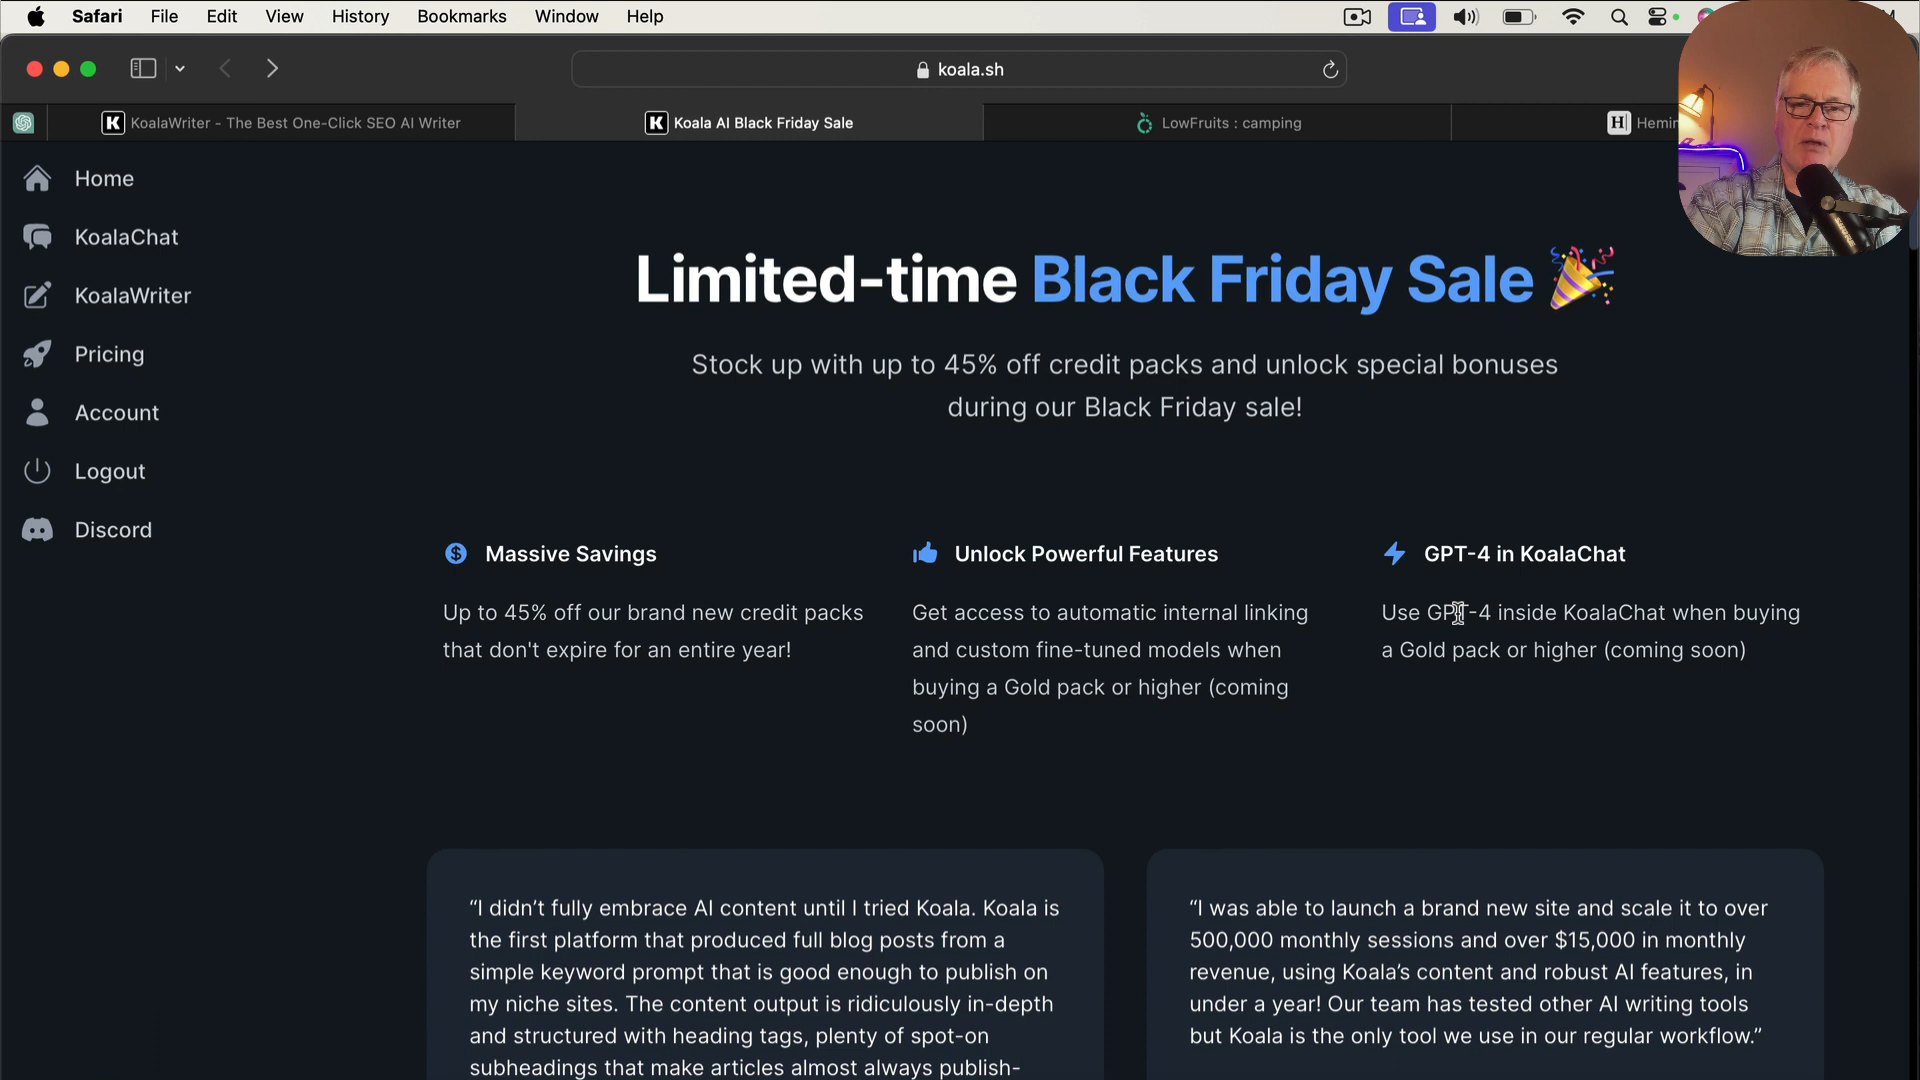 Safari File Edit View History Bookmarks Window Help
koala.sh
KoalaWriter - The Best One-Click SEO AI Writer
Koala AI Black Friday Sale
LowFruits : camping
Home
KoalaChat
KoalaWriter
Pricing
Account
Logout
Discord
Limited-time Black Friday Sale 🎉
Stock up with up to 45% off credit packs and unlock special bonuses
during our Black Friday sale!
Massive Savings
Up to 45% off our brand new credit packs
that don't expire for an entire year!
Unlock Powerful Features
Get access to automatic internal linking
and custom fine-tuned models when
buying a Gold pack or higher (coming
soon)
GPT-4 in KoalaChat
Use GPT-4 inside KoalaChat when buying
a Gold pack or higher (coming soon)
“I didn’t fully embrace AI content until I tried Koala. Koala is
the first platform that produced full blog posts from a
simple keyword prompt that is good enough to publish on
my niche sites. The content output is ridiculously in-depth
and structured with heading tags, plenty of spot-on
subheadings that make articles almost always publish-
“I was able to launch a brand new site and scale it to over
500,000 monthly sessions and over $15,000 in monthly
revenue, using Koala’s content and robust AI features, in
under a year! Our team has tested other AI writing tools
but Koala is the only tool we use in our regular workflow.”